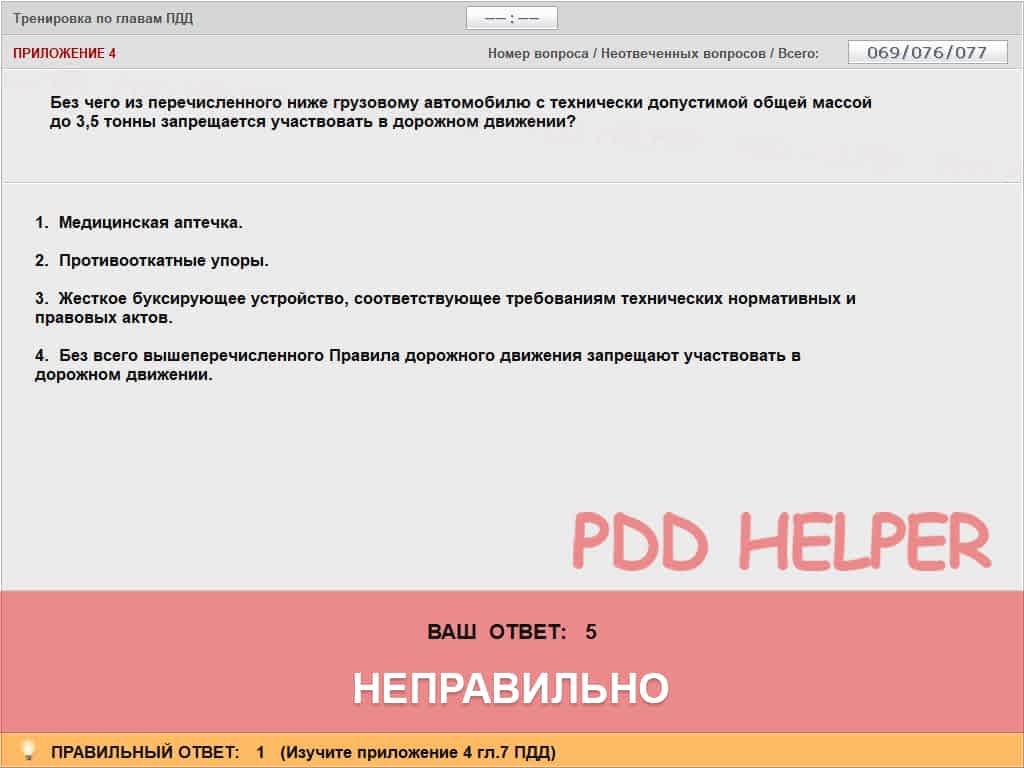 Тренировка по главам ПДД
––:––
ПРИЛОЖЕНИЕ 4
Номер вопроса / Неотвеченных вопросов / Всего:
069/076/077
Без чего из перечисленного ниже грузовому автомобилю с технически допустимой общей массой
до 3,5 тонны запрещается участвовать в дорожном движении?
1. Медицинская аптечка.
2. Противооткатные упоры.
3. Жесткое буксирующее устройство, соответствующее требованиям технических нормативных и
правовых актов.
4. Без всего вышеперечисленного Правила дорожного движения запрещают участвовать в
дорожном движении.
PDD HELPER
ВАШ ОТВЕТ: 5
НЕПРАВИЛЬНО
ПРАВИЛЬНЫЙ ОТВЕТ: 1 (Изучите приложение 4 гл.7 ПДД)